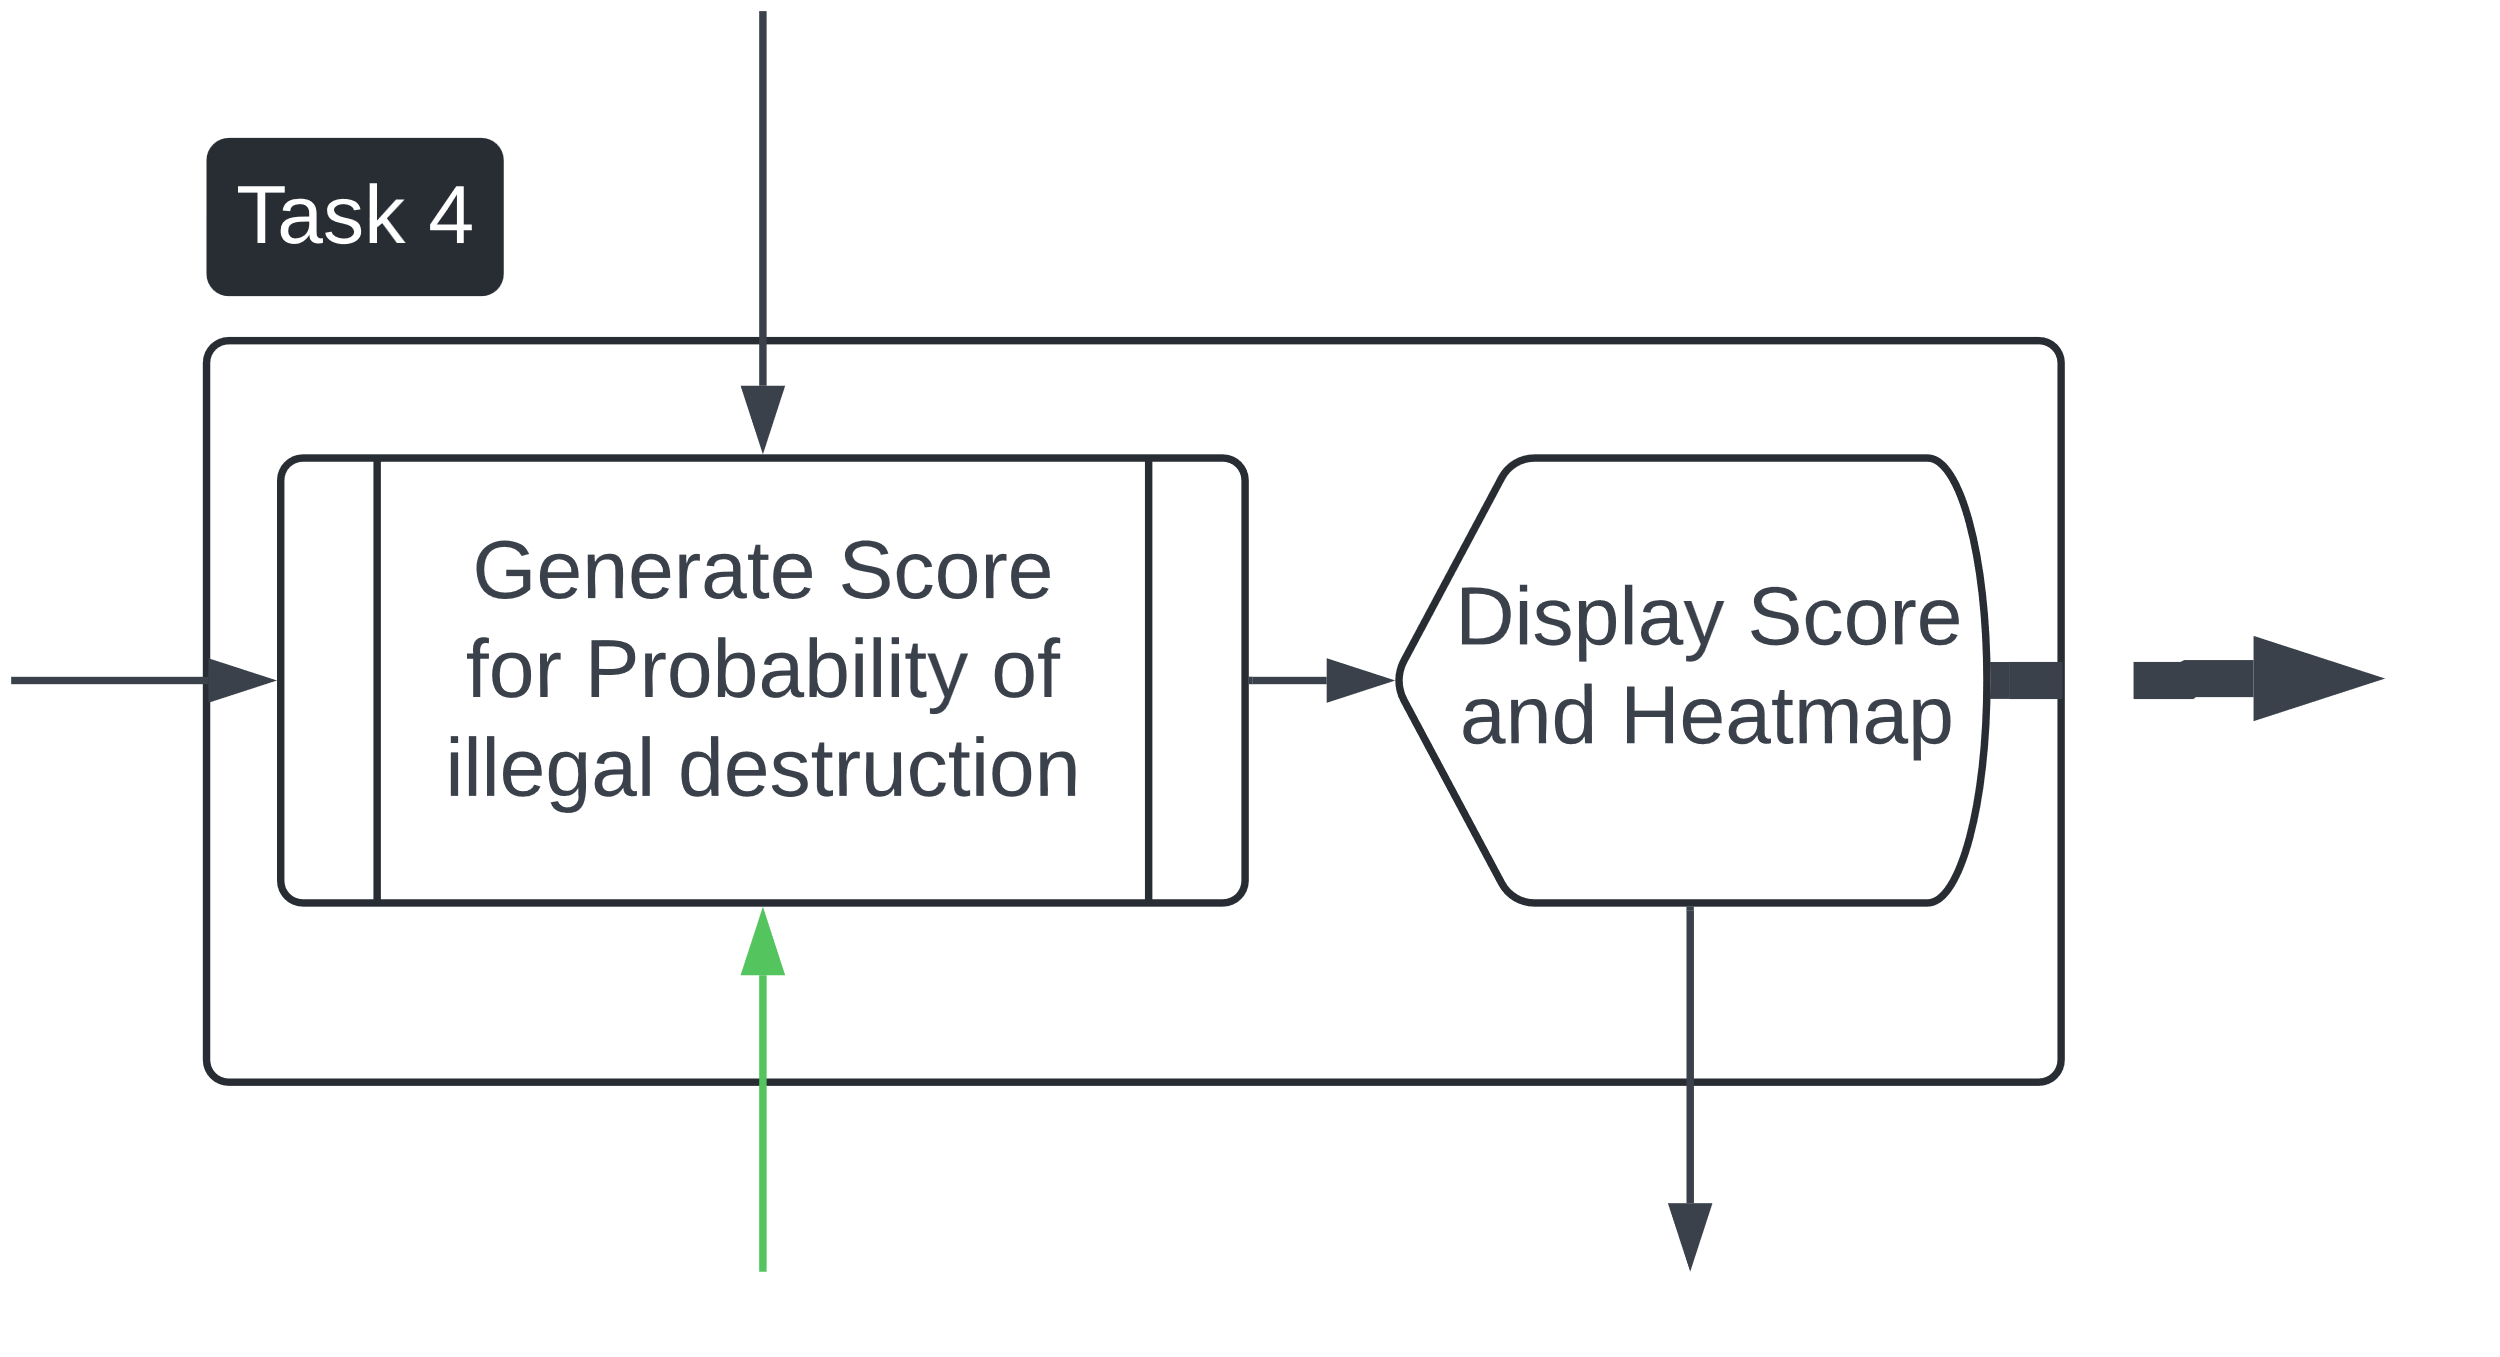 Task 4
Generate Score
for Probability of
illegal destruction
Display Score
and Heatmap